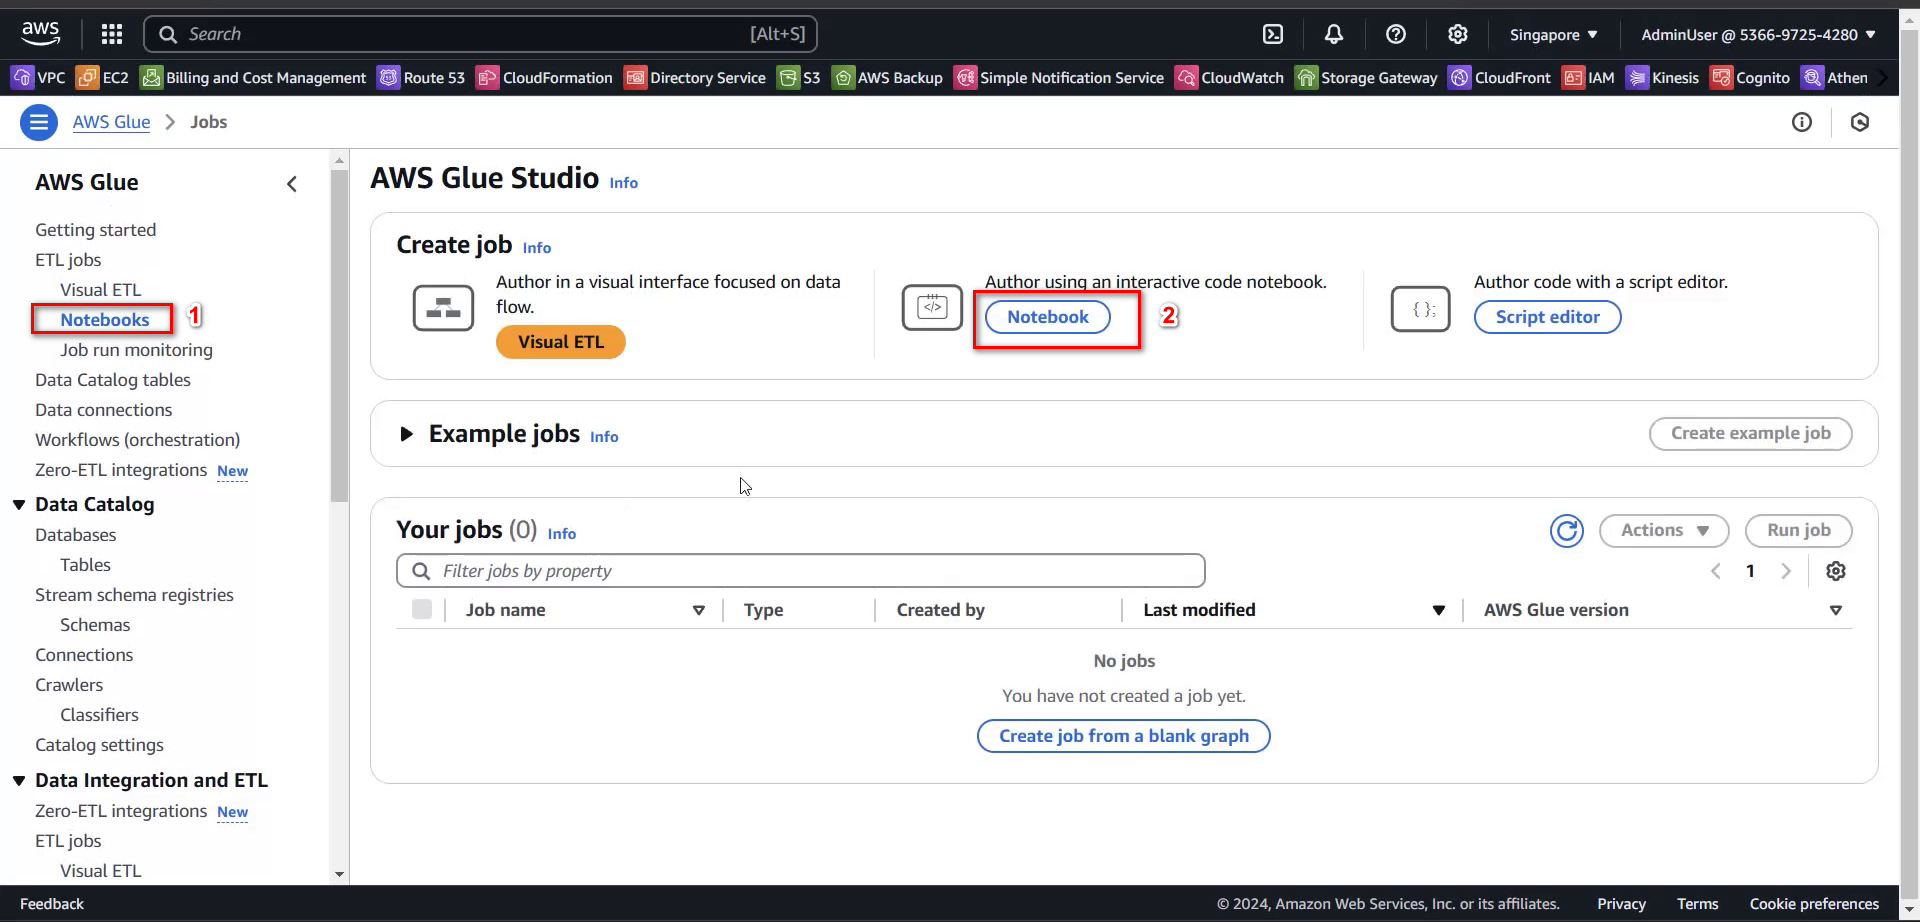 aws
Search [Alt+S] Singapore ▼ AdminUser @ 5366-9725-4280 ▼
VPC EC2 Billing and Cost Management Route 53 CloudFormation Directory Service S3 AWS Backup Simple Notification Service CloudWatch Storage Gateway CloudFront IAM Kinesis Cognito Athen
AWS Glue > Jobs
AWS Glue
Getting started
ETL jobs
Visual ETL
Notebooks 1
Job run monitoring
Data Catalog tables
Data connections
Workflows (orchestration)
Zero-ETL integrations New
Data Catalog
Databases
Tables
Stream schema registries
Schemas
Connections
Crawlers
Classifiers
Catalog settings
Data Integration and ETL
Zero-ETL integrations New
ETL jobs
Visual ETL
AWS Glue Studio Info
Create job Info
Author in a visual interface focused on data
flow.
Visual ETL
Author using an interactive code notebook.
Notebook 2
Author code with a script editor.
Script editor
Example jobs Info
Create example job
Your jobs (0) Info
Actions Run job
Filter jobs by property
1
Job name Type Created by Last modified AWS Glue version
No jobs
You have not created a job yet.
Create job from a blank graph
Feedback © 2024, Amazon Web Services, Inc. or its affiliates. Privacy Terms Cookie preferences